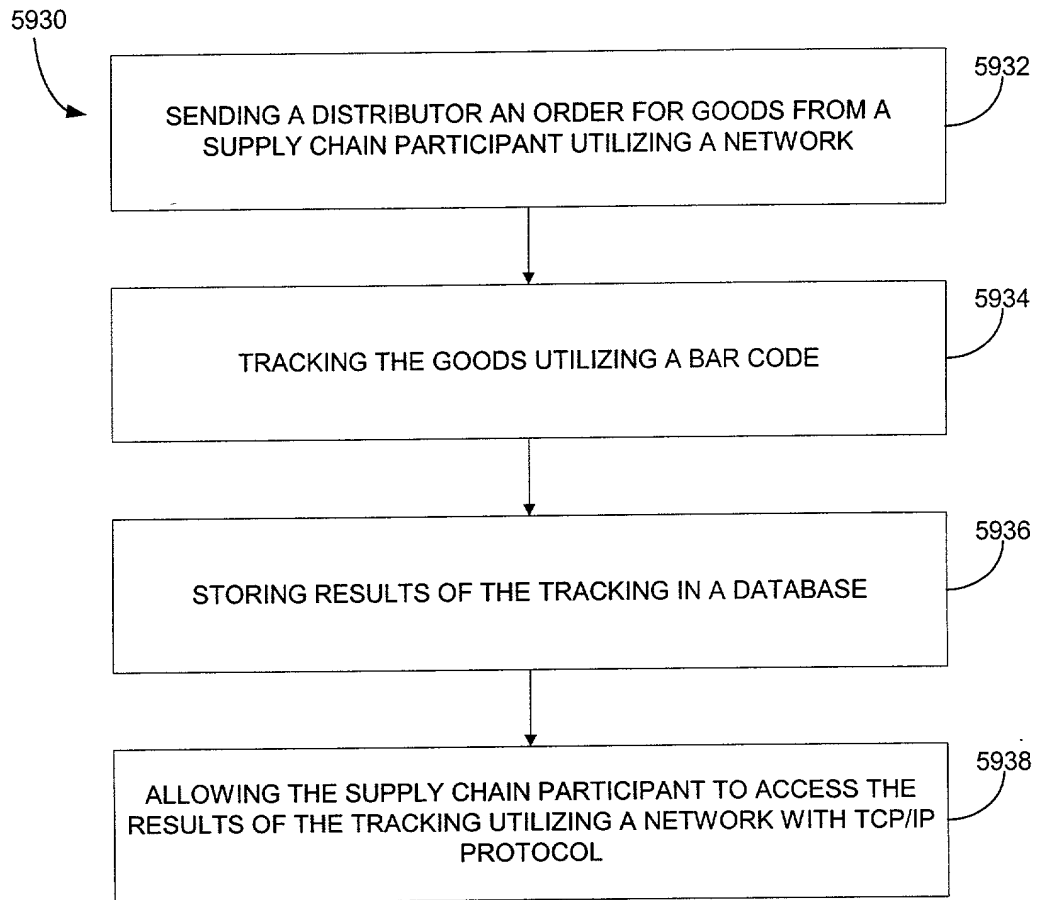 5930
5932
SENDING A DISTRIBUTOR AN ORDER FOR GOODS FROM A
SUPPLY CHAIN PARTICIPANT UTILIZING A NETWORK
5934
TRACKING THE GOODS UTILIZING A BAR CODE
5936
STORING RESULTS OF THE TRACKING IN A DATABASE
5938
ALLOWING THE SUPPLY CHAIN PARTICIPANT TO ACCESS THE
RESULTS OF THE TRACKING UTILIZING A NETWORK WITH TCP/IP
PROTOCOL